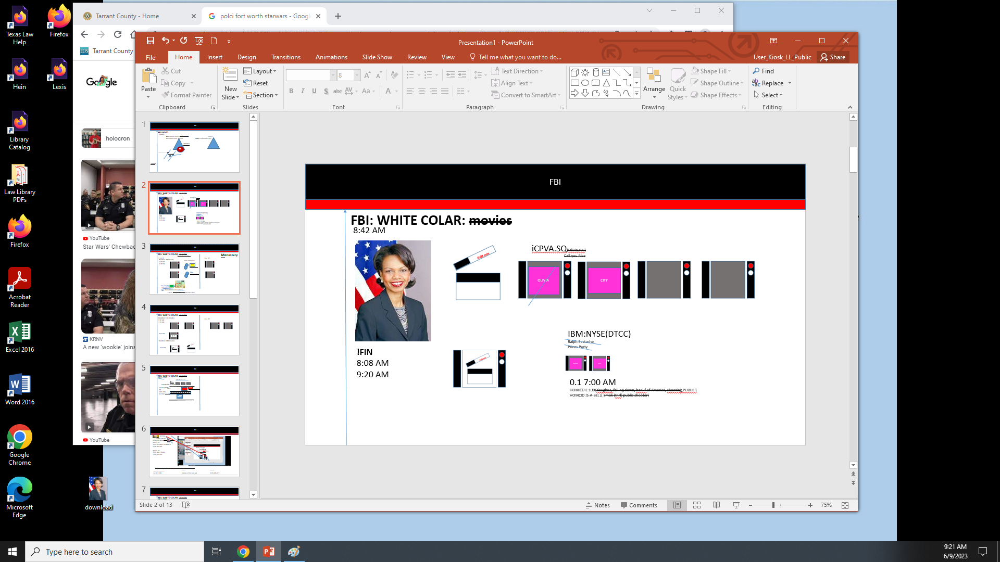 Texas Law Help
Firefox
Hein
Lexis
Library Catalog
Law Library PDFs
Firefox
Acrobat Reader
Excel 2016
Word 2016
Google Chrome
Microsoft Edge
download
Tarrant County - Home
polci fort worth starwars - Googl
EOS Tarrant County
Google
holocron
YouTube
Star Wars' Chewbac
KRNV
A new 'wookie' joins
YouTube
Presentation1 - PowerPoint
File Home Insert Design Transitions Animations Slide Show Review View Tell me what you want to do...
User_Kiosk_LL_Public Share
Paste
Cut
Copy
Format Painter
Clipboard
New Slide
Layout
Reset
Section
Slides
8
B I U S abc AV Aa A
Font
Text Direction
Align Text
Convert to SmartArt
Paragraph
Arrange
Quick Styles
Shape Fill
Shape Outline
Shape Effects
Drawing
Find
Replace
Select
Editing
1
2
3
Monestary
4
5
6
7
FBI
FBI: WHITE COLAR: movies
8:42 AM
0:08 min
iCPVA.SQ(Olivia.svu)
Call you Rice
OLIV!A
CITY
!FIN
8:08 AM
9:20 AM
IBM:NYSE(DTCC)
Ralph Eustache
Prices Party
0.1 7:00 AM
HOMICDIE:LUX(douglass, falling down, bankf of America, shooting,PUBULI)
HOMCID:IS-A-BELL( amok (tnrl) public shooter)
Slide 2 of 13
Notes
Comments
75%
Type here to search
9:21 AM
6/9/2023